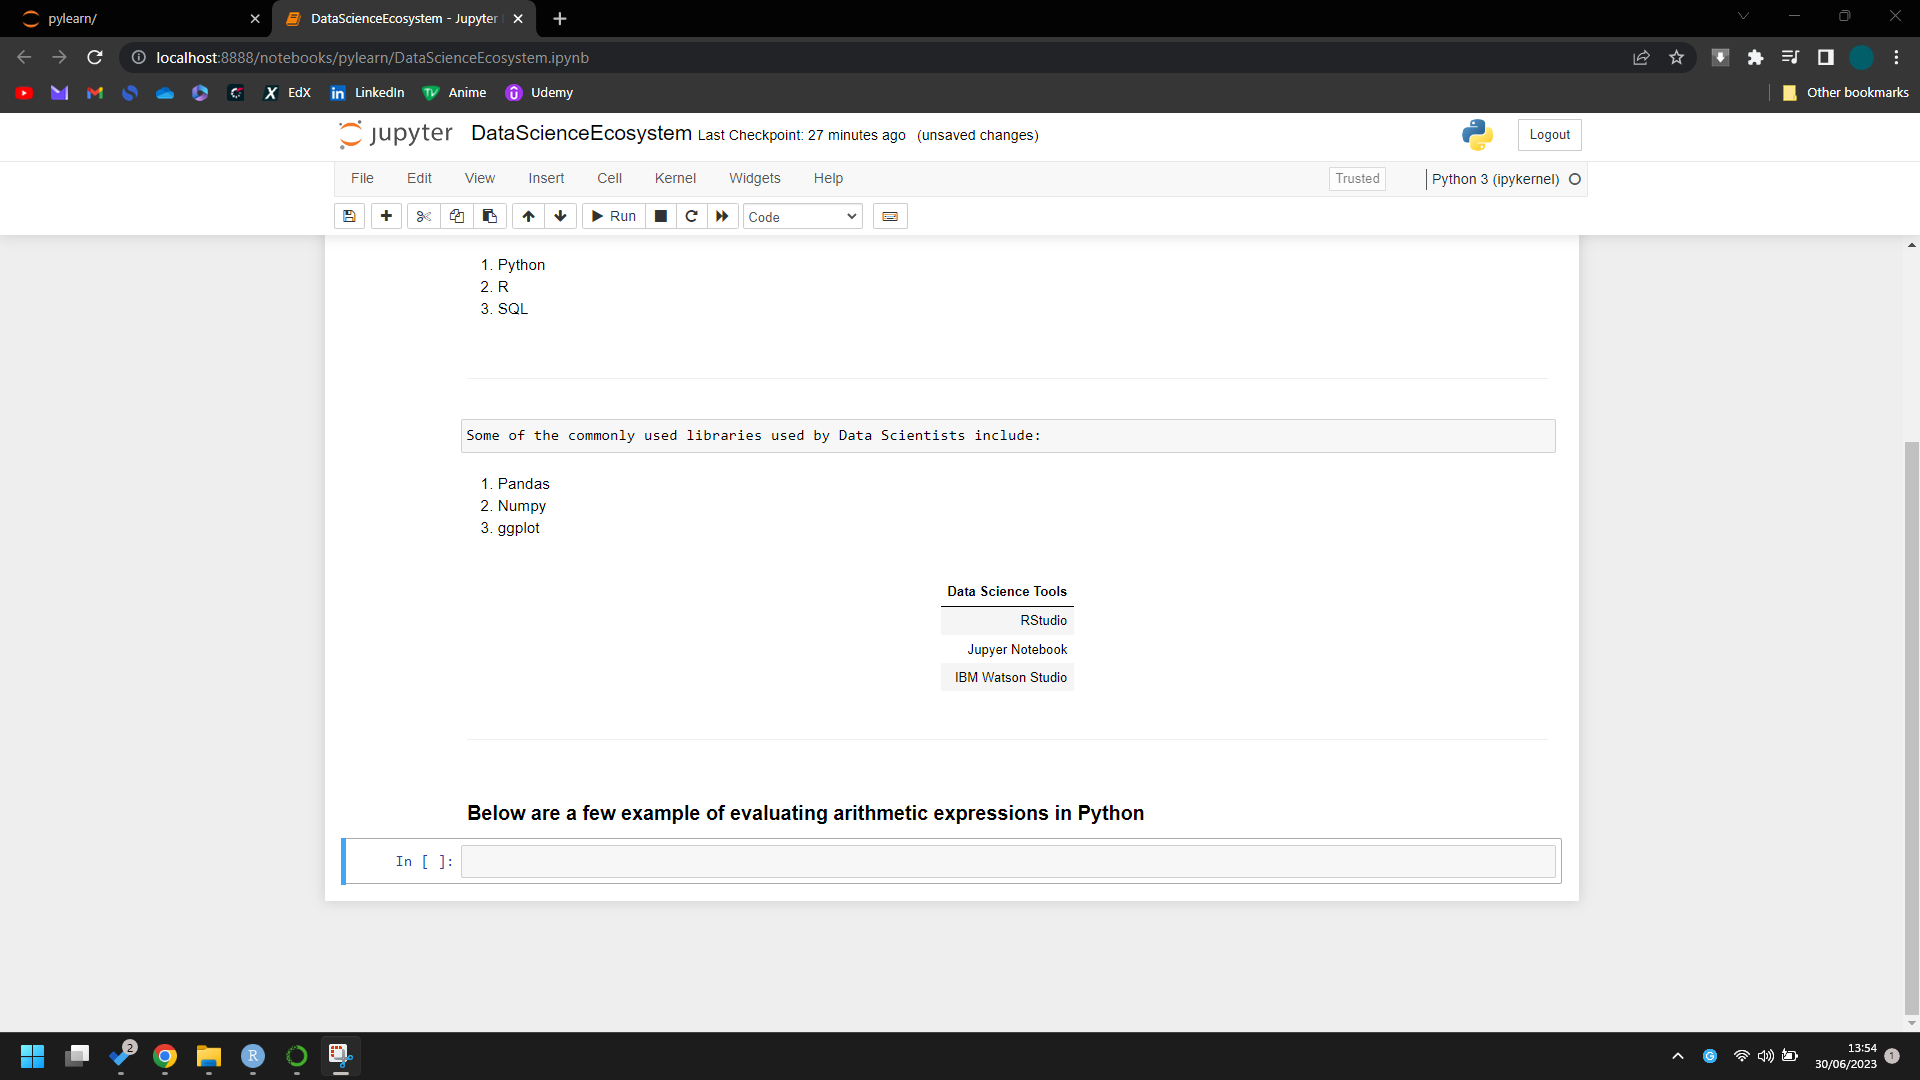 pylearn/
DataScienceEcosystem - Jupyter
localhost:8888/notebooks/pylearn/DataScienceEcosystem.ipynb
EdX LinkedIn Anime Udemy Other bookmarks
jupyter DataScienceEcosystem Last Checkpoint: 27 minutes ago (unsaved changes) Logout
File Edit View Insert Cell Kernel Widgets Help Trusted Python 3 (ipykernel)
Run Code
1. Python
2. R
3. SQL
Some of the commonly used libraries used by Data Scientists include:
1. Pandas
2. Numpy
3. ggplot
Data Science Tools
RStudio
Jupyer Notebook
IBM Watson Studio
Below are a few example of evaluating arithmetic expressions in Python
In [ ]:
2
R
13:54
30/06/2023
1